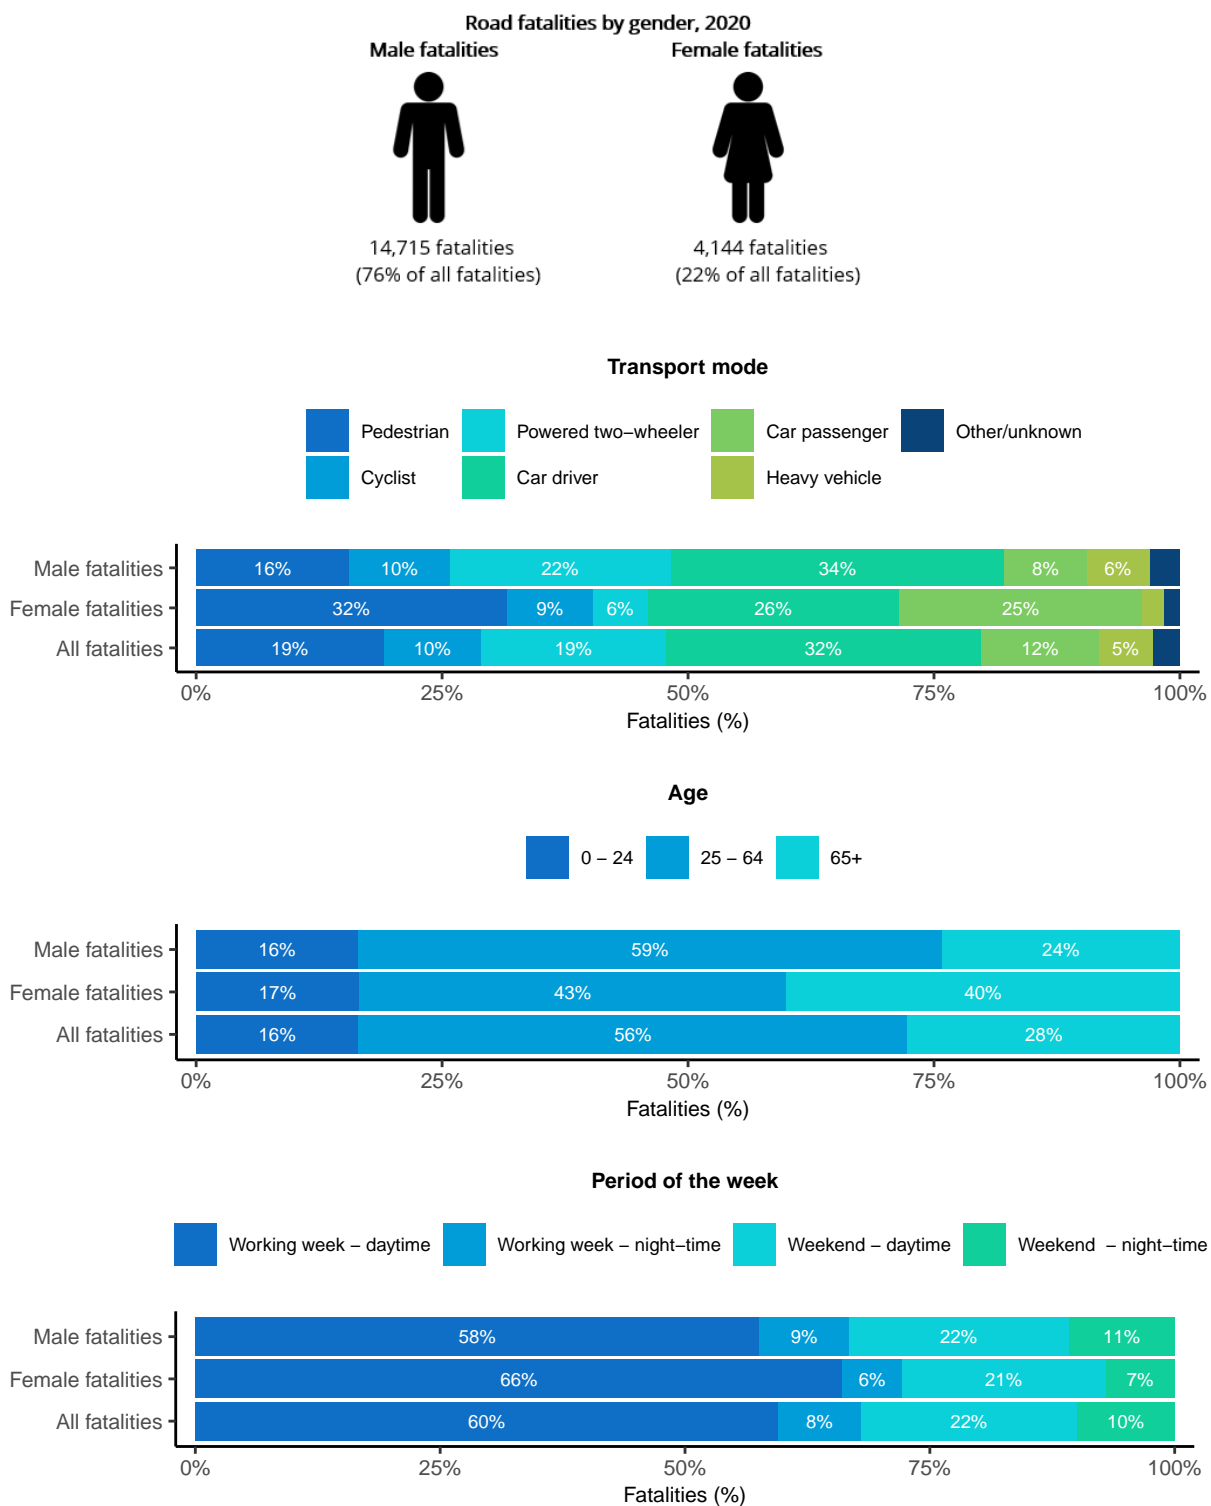 Road fatalities by gender, 2020
Male fatalities Female fatalities
14,715 fatalities 4,144 fatalities
(76% of all fatalities) (22% of all fatalities)
Transport mode
Pedestrian Powered two−wheeler Car passenger Other/unknown
Cyclist Car driver Heavy vehicle
Male fatalities 16% 10% 22% 34% 8% 6%
Female fatalities 32% 9% 6% 26% 25%
All fatalities 19% 10% 19% 32% 12% 5%
0% 25% 50% 75% 100%
Fatalities (%)
Age
0 − 24 25 − 64 65+
Male fatalities 16% 59% 24%
Female fatalities 17% 43% 40%
All fatalities 16% 56% 28%
0% 25% 50% 75% 100%
Fatalities (%)
Period of the week
Working week − daytime Working week − night−time Weekend − daytime Weekend − night−time
Male fatalities 58% 9% 22% 11%
Female fatalities 66% 6% 21% 7%
All fatalities 60% 8% 22% 10%
0% 25% 50% 75% 100%
Fatalities (%)